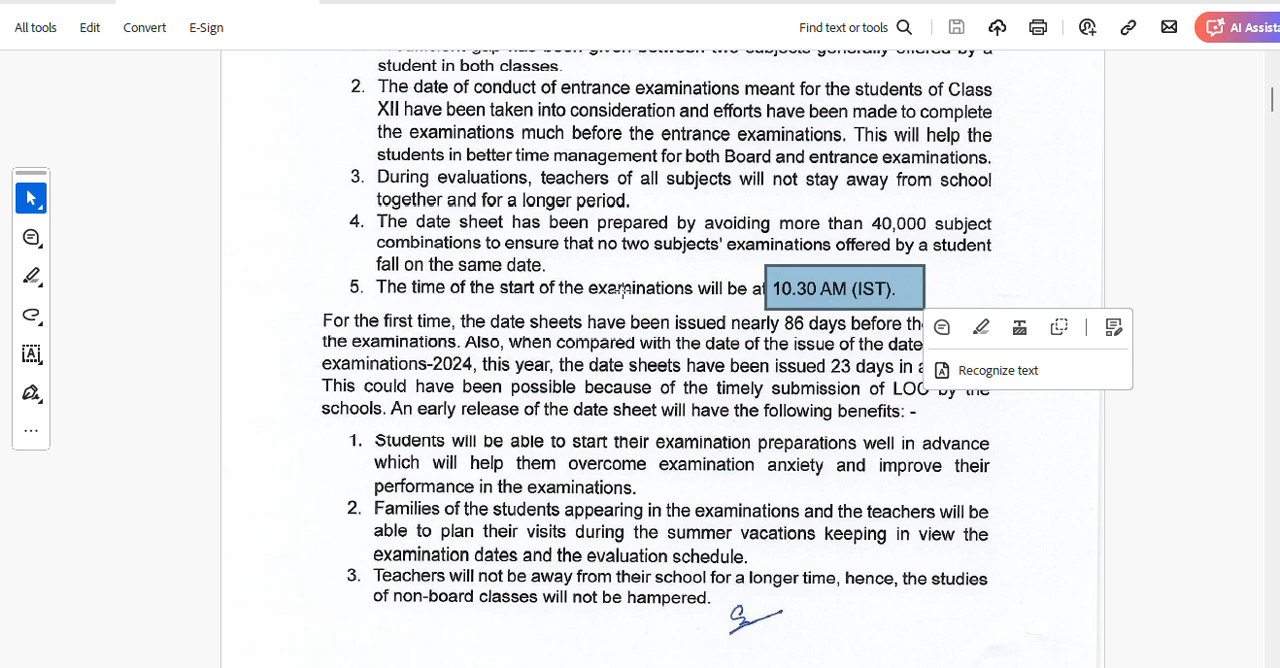 All tools Edit Convert E-Sign Find text or tools AI Assista
gap has been given between two subjects generally offered by a
student in both classes.
2. The date of conduct of entrance examinations meant for the students of Class
XII have been taken into consideration and efforts have been made to complete
the examinations much before the entrance examinations. This will help the
students in better time management for both Board and entrance examinations.
3. During evaluations, teachers of all subjects will not stay away from school
together and for a longer period.
4. The date sheet has been prepared by avoiding more than 40,000 subject
combinations to ensure that no two subjects' examinations offered by a student
fall on the same date.
5. The time of the start of the examinations will be at 10.30 AM (IST).
For the first time, the date sheets have been issued nearly 86 days before th
the examinations. Also, when compared with the date of the issue of the date
examinations-2024, this year, the date sheets have been issued 23 days in a
Recognize text
This could have been possible because of the timely submission of LOC by the
schools. An early release of the date sheet will have the following benefits: -
1. Students will be able to start their examination preparations well in advance
which will help them overcome examination anxiety and improve their
performance in the examinations.
2. Families of the students appearing in the examinations and the teachers will be
able to plan their visits during the summer vacations keeping in view the
examination dates and the evaluation schedule.
3. Teachers will not be away from their school for a longer time, hence, the studies
of non-board classes will not be hampered.